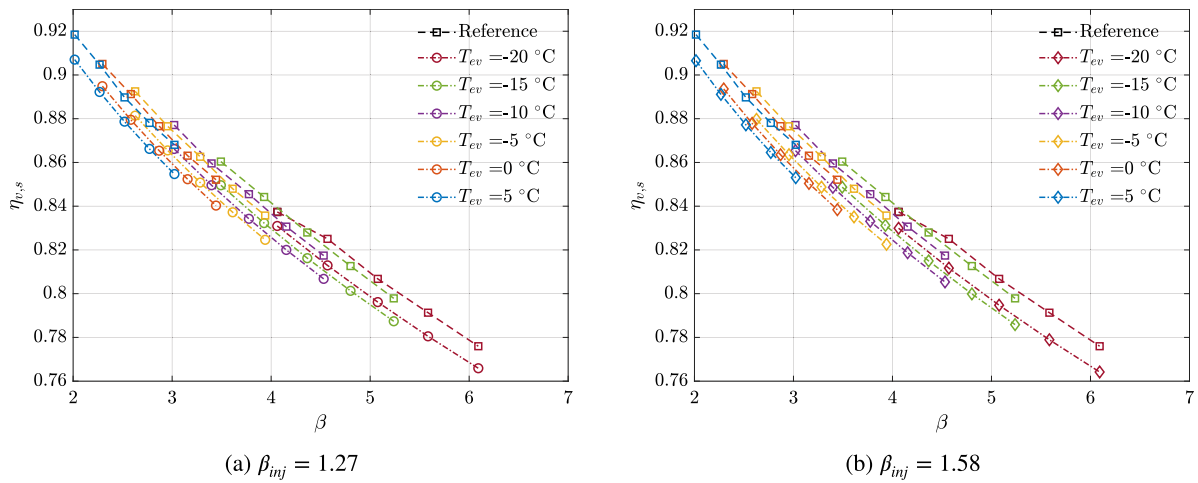 0.92
0.9
0.88
0.86
0.84
0.82
0.8
0.78
0.76
η_{v,s}
2 3 4 5 6 7
β
Reference
T_{ev} =-20 °C
T_{ev} =-15 °C
T_{ev} =-10 °C
T_{ev} =-5 °C
T_{ev} =0 °C
T_{ev} =5 °C
(a) β_{inj} = 1.27
0.92
0.9
0.88
0.86
0.84
0.82
0.8
0.78
0.76
η_{v,s}
2 3 4 5 6 7
β
Reference
T_{ev} =-20 °C
T_{ev} =-15 °C
T_{ev} =-10 °C
T_{ev} =-5 °C
T_{ev} =0 °C
T_{ev} =5 °C
(b) β_{inj} = 1.58